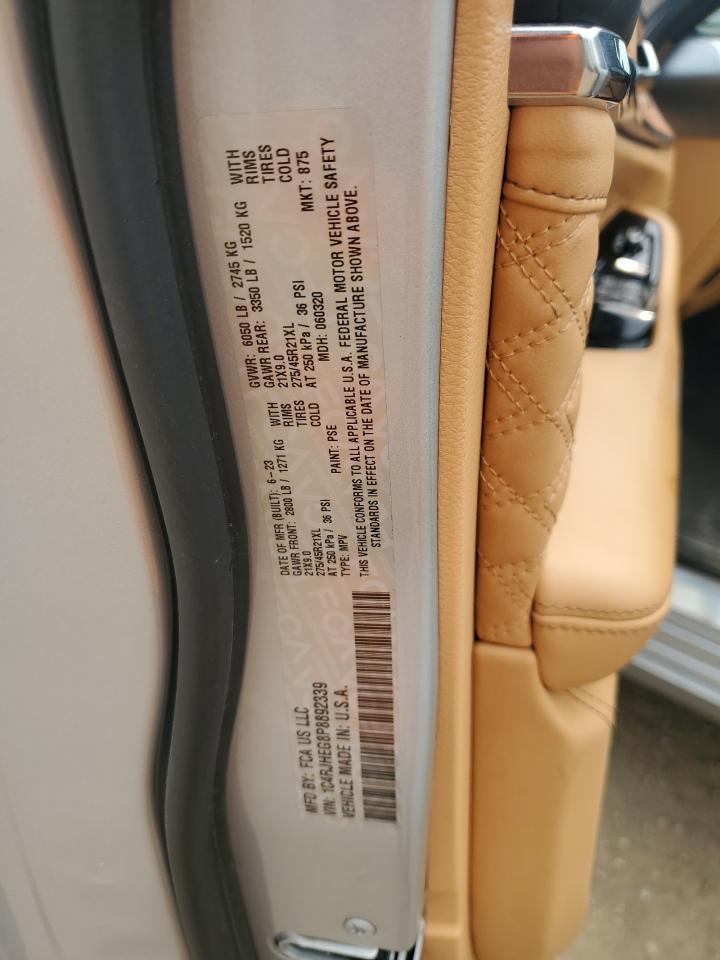 MFD BY: FCA US LLC
VIN: 1C4RJHEG8P8892339
VEHICLE MADE IN: U.S.A.
DATE OF MFR (BUILT): 6-23
GAWR FRONT: 2800 LB / 1271 KG WITH
21X9.0 RIMS
275/45R21XL TIRES
AT 250 kPa / 36 PSI COLD
TYPE: MPV PAINT: PSE
GVWR: 6050 LB / 2745 KG
GAWR REAR: 3350 LB / 1520 KG WITH
21X9.0 RIMS
275/45R21XL TIRES
AT 250 kPa / 36 PSI COLD
MDH: 060320 MKT: 875
THIS VEHICLE CONFORMS TO ALL APPLICABLE U.S.A. FEDERAL MOTOR VEHICLE SAFETY
STANDARDS IN EFFECT ON THE DATE OF MANUFACTURE SHOWN ABOVE.